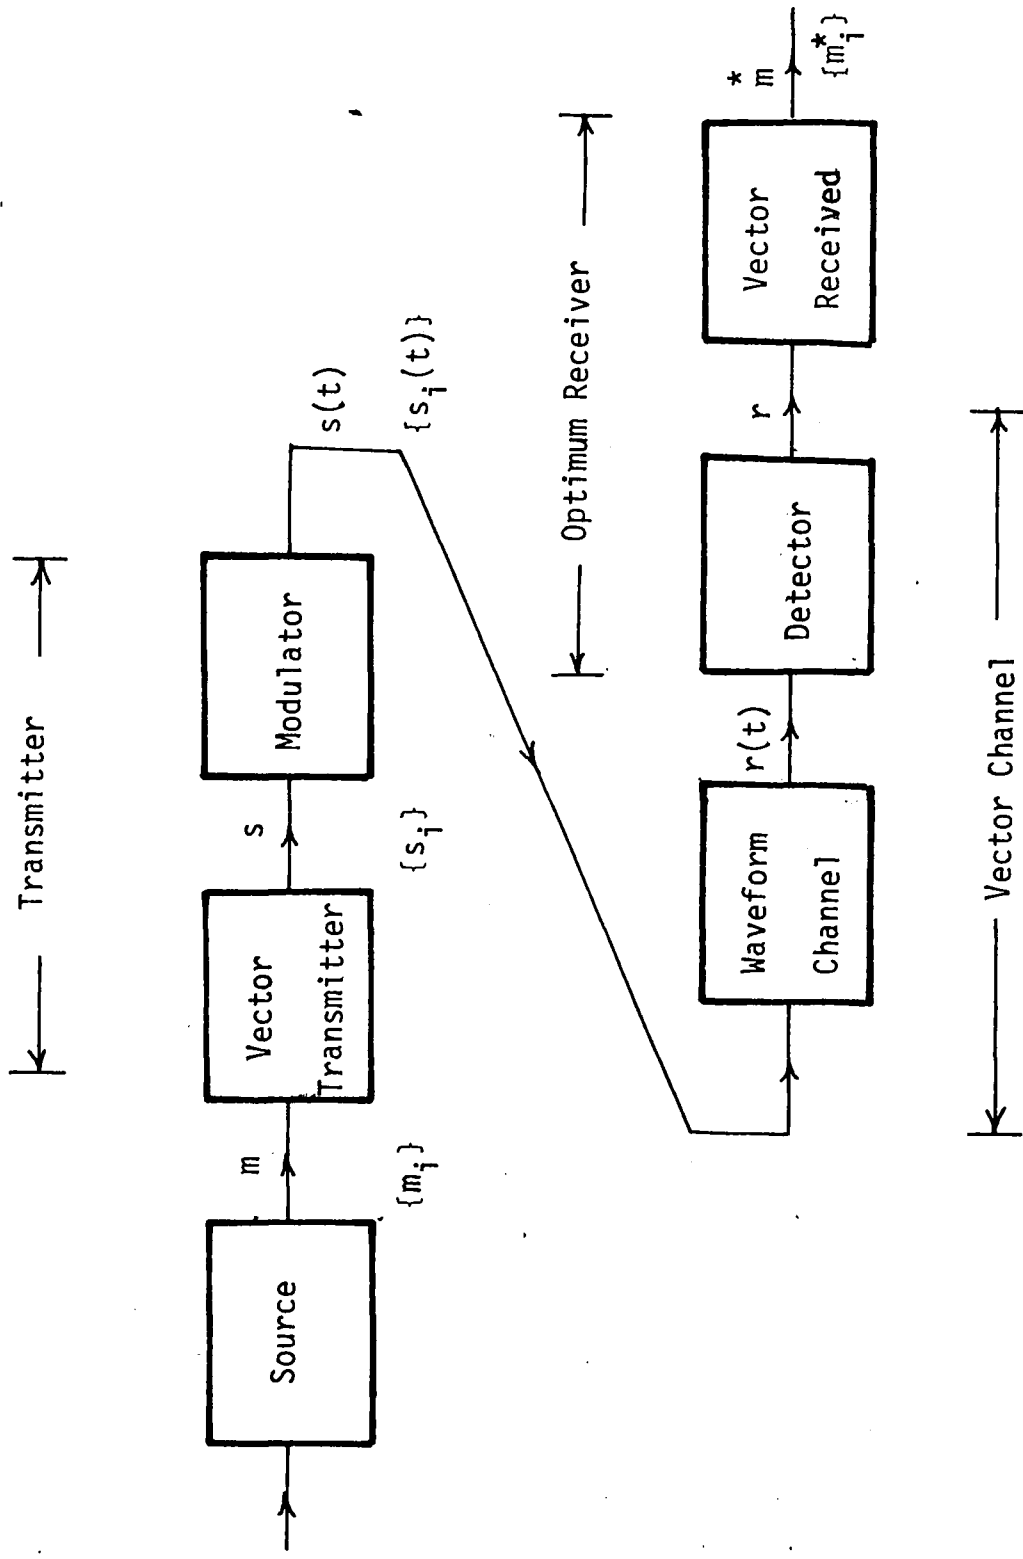 Transmitter
Source
m
{m_i}
Vector
Transmitter
s
{s_i}
Modulator
s(t)
{s_i(t)}
Optimum Receiver
Waveform
Channel
r(t)
Detector
r
Vector
Received
m*
{m_i*}
Vector Channel